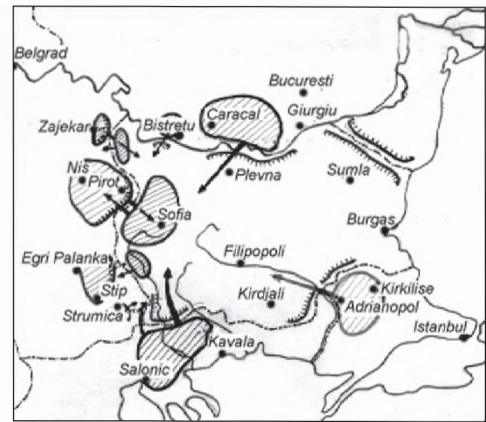 Belgrad
Bucuresti
Zajekar
Bistretu
Caracal
Giurgiu
Nis
Pirot
Plevna
Sumla
Sofia
Burgas
Egri Palanka
Filipopoli
Stip
Kirdjali
Kirkilise
Strumica
Adrianopol
Istanbul
Kavala
Salonic